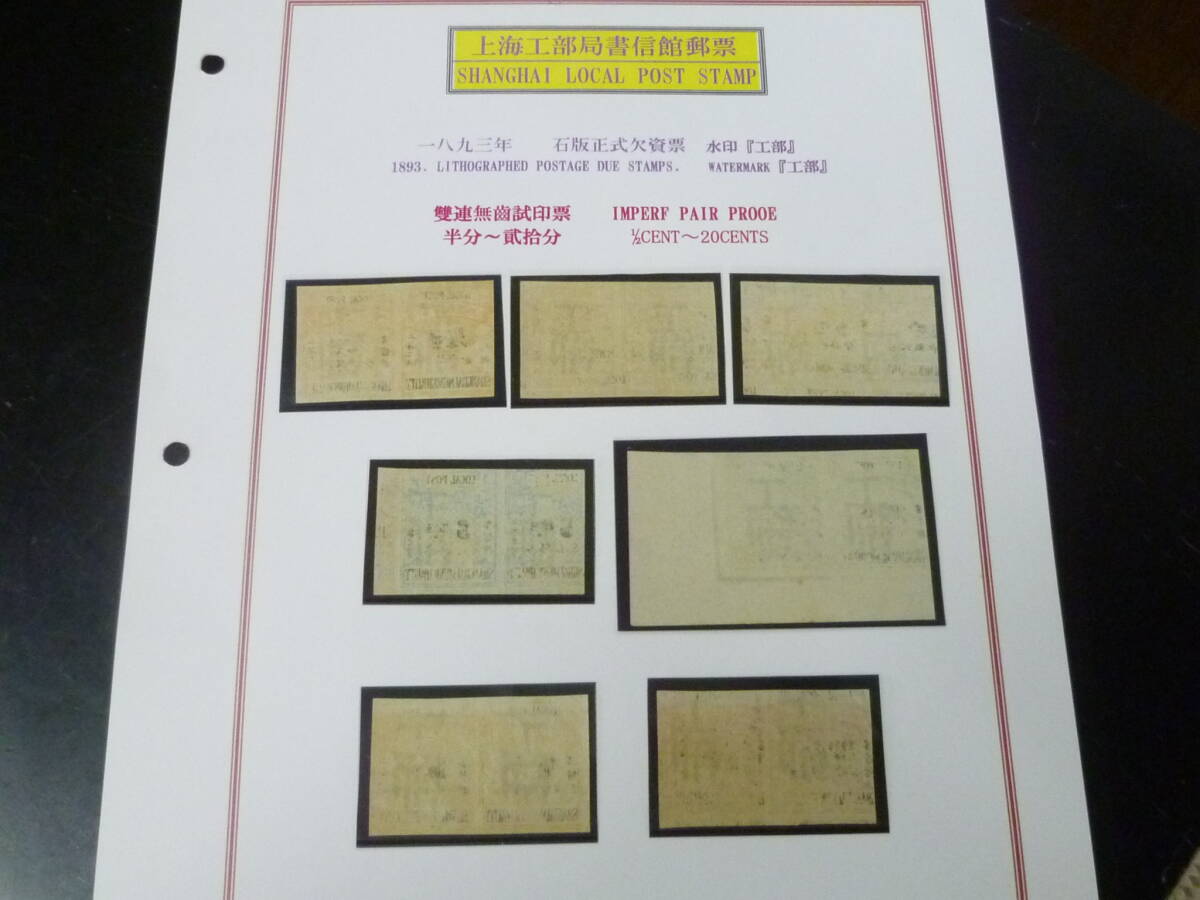 上海工部局書信館郵票
SHANGHAI LOCAL POST STAMP
一八九三年 石版正式欠資票 水印『工部』
1893. LITHOGRAPHED POSTAGE DUE STAMPS. WATERMARK『工部』
雙連無齒試印票 IMPERF PAIR PROOE
半分～貳拾分 ½CENT～20CENTS
LOCAL POST